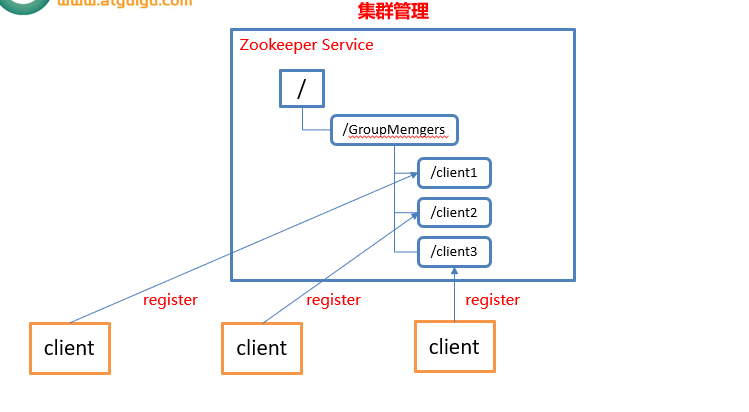 www.atguigu.com
集群管理
Zookeeper Service
/
/GroupMemgers
/client1
/client2
/client3
register
register
register
client
client
client